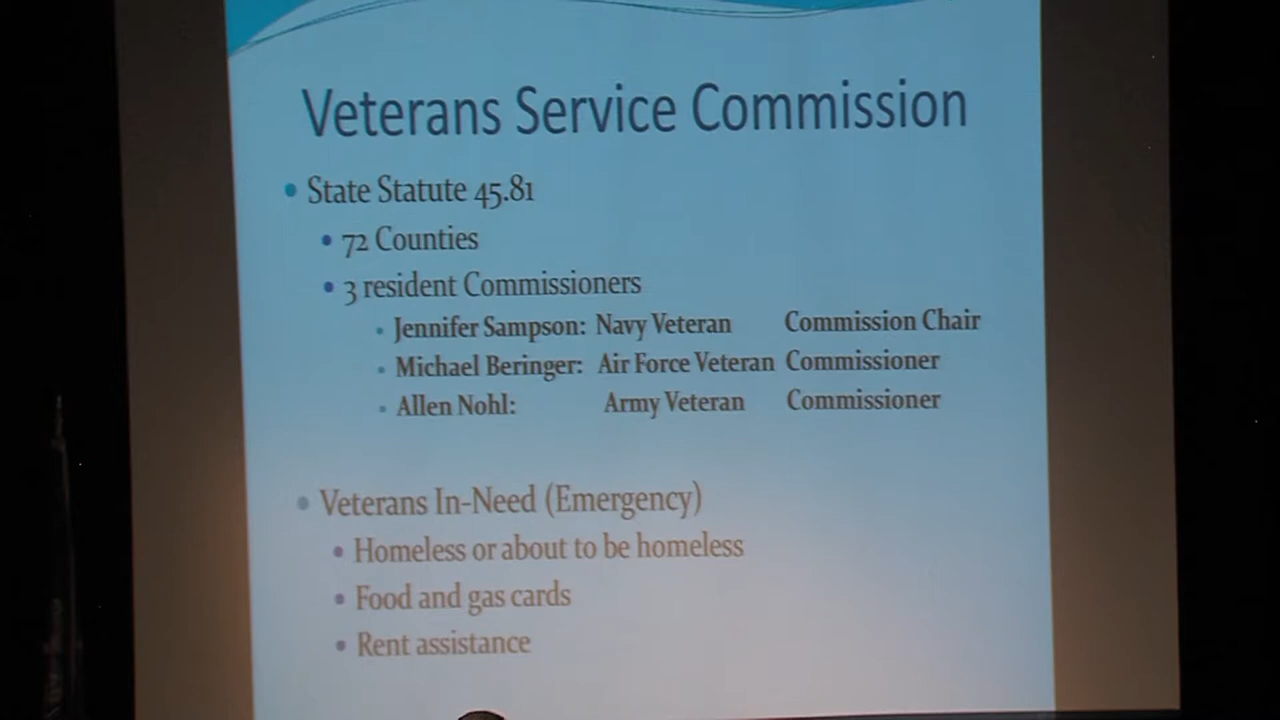 Veterans Service Commission
• State Statute 45.81
• 72 Counties
• 3 resident Commissioners
• Jennifer Sampson: Navy Veteran Commission Chair
• Michael Beringer: Air Force Veteran Commissioner
• Allen Nohl: Army Veteran Commissioner
• Veterans In-Need (Emergency)
• Homeless or about to be homeless
• Food and gas cards
• Rent assistance